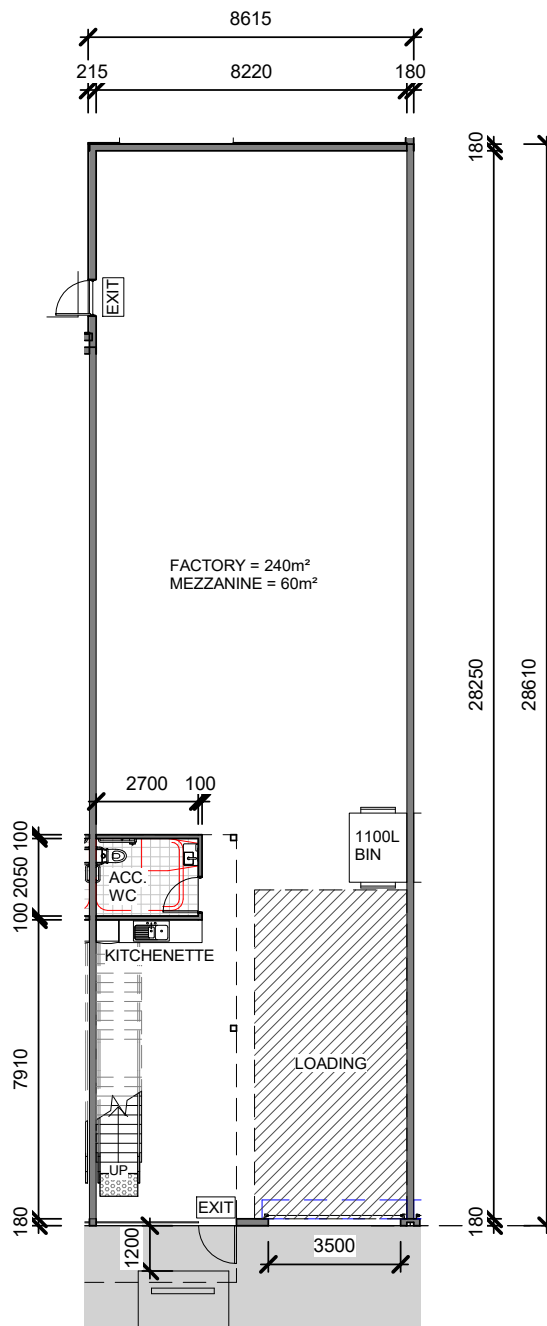 8615
215 8220 180
180
EXIT
FACTORY = 240m²
MEZZANINE = 60m²
28250
28610
2700 100
100
2050
100
1100L
BIN
ACC.
WC
KITCHENETTE
7910
LOADING
UP
EXIT
180
1200
3500
180